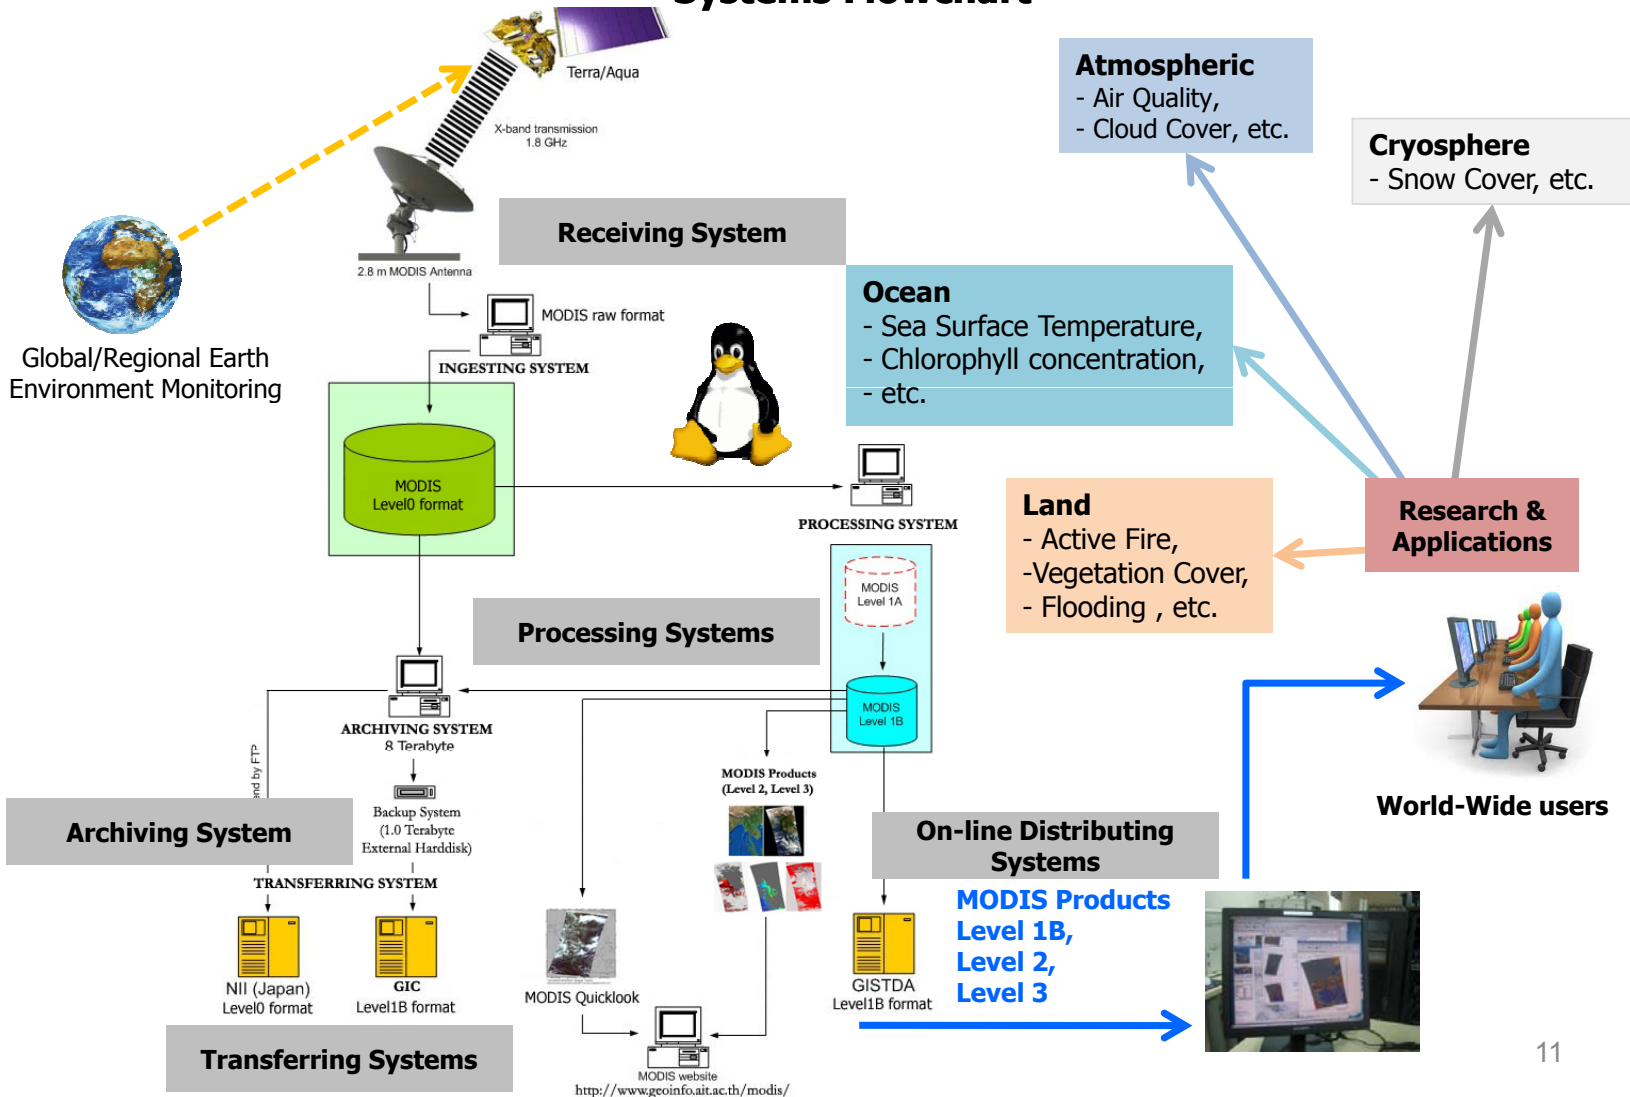 Systems Flowchart
Terra/Aqua
X-band transmission
1.8 GHz
2.8 m MODIS Antenna
Global/Regional Earth
Environment Monitoring
Receiving System
MODIS raw format
INGESTING SYSTEM
MODIS
Level0 format
PROCESSING SYSTEM
MODIS
Level 1A
MODIS
Level 1B
Processing Systems
ARCHIVING SYSTEM
8 Terabyte
end by FTP
Backup System
(1.0 Terabyte
External Harddisk)
Archiving System
TRANSFERRING SYSTEM
NII (Japan)
Level0 format
GIC
Level1B format
Transferring Systems
MODIS Products
(Level 2, Level 3)
MODIS Quicklook
MODIS website
http://www.geoinfo.ait.ac.th/modis/
GISTDA
Level1B format
On-line Distributing
Systems
MODIS Products
Level 1B,
Level 2,
Level 3
Atmospheric
- Air Quality,
- Cloud Cover, etc.
Cryosphere
- Snow Cover, etc.
Ocean
- Sea Surface Temperature,
- Chlorophyll concentration,
- etc.
Land
- Active Fire,
-Vegetation Cover,
- Flooding , etc.
Research &
Applications
World-Wide users
11